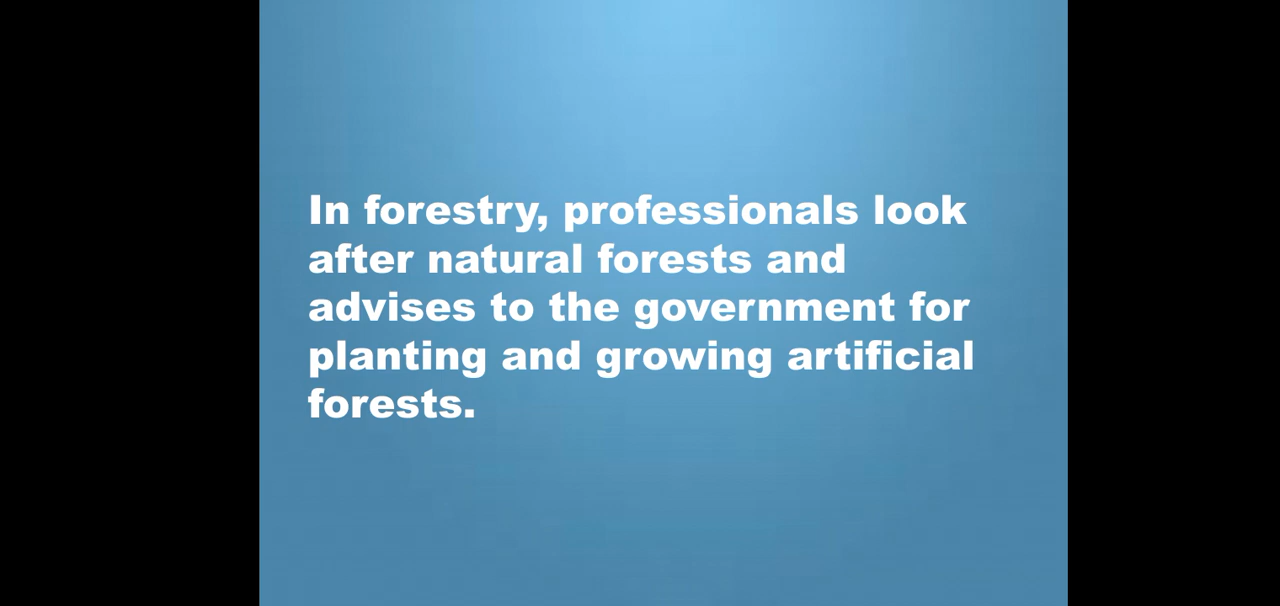 In forestry, professionals look
after natural forests and
advises to the government for
planting and growing artificial
forests.